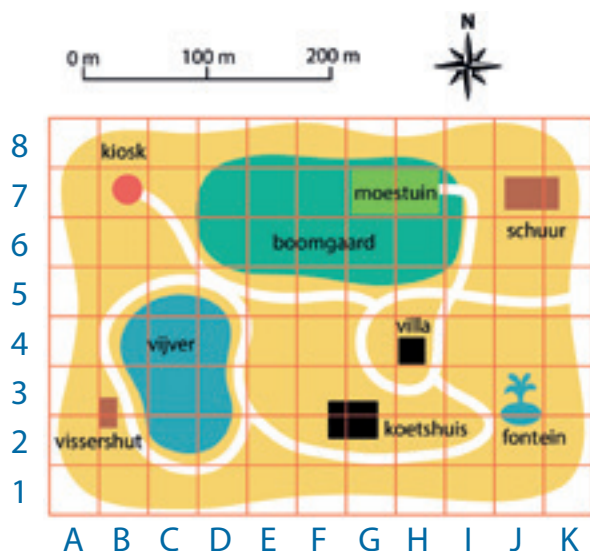 N
0 m 100 m 200 m
8
kiosk
7
moestuin
6
boomgaard
schuur
5
villa
4
vijver
3
vissershut
koetshuis
fontein
2
1
A B C D E F G H I J K